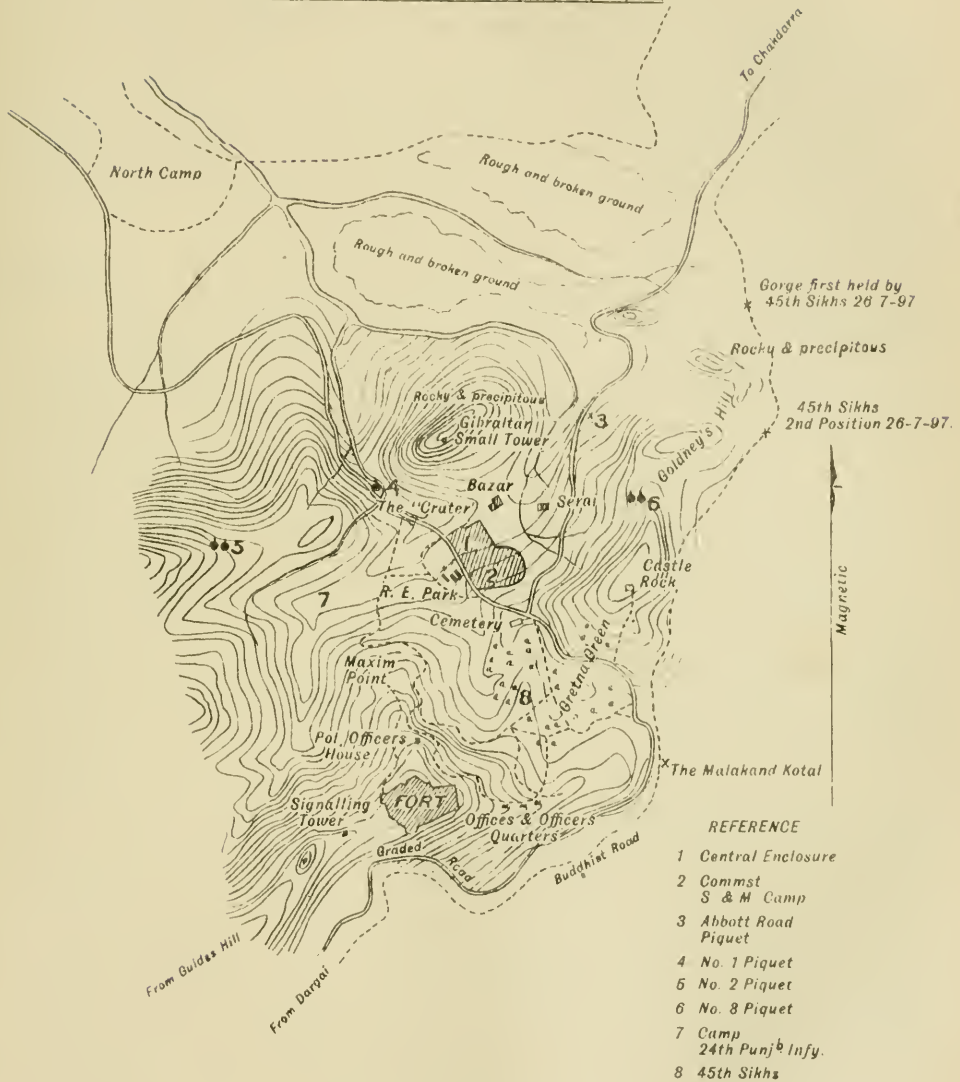 To Chakdarra
North Camp
Rough and broken ground
Rough and broken ground
Gorge first held by
45th Sikhs 26 7-97
Rocky & precipitous
45th Sikhs
2nd Position 26-7-97.
Goldney's Hill
Rocky & precipitous
Gibraltar
Small Tower
3
Bazar
Serai
4
The "Crater"
6
5
1
2
Castle
Rock
R. E. Park
7
Cemetery
Gretna Green
Magnetic
Maxim
Point
8
Pol. Officers
House
The Malakand Kotal
Signalling
Tower
FORT
Offices & Officers
Quarters
Graded Road
Buddhist Road
From Guides Hill
From Dargai
REFERENCE
1 Central Enclosure
2 Commst
S & M Camp
3 Abbott Road
Piquet
4 No. 1 Piquet
5 No. 2 Piquet
6 No. 8 Piquet
7 Camp
24th Punjb Infy.
8 45th Sikhs